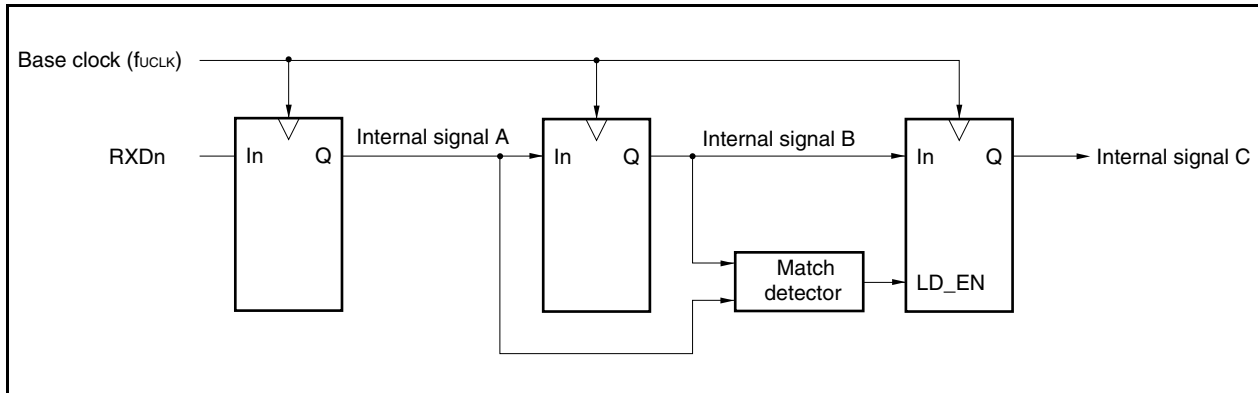 Base clock (fUCLK)
Internal signal A
Internal signal B
RXDn
In
Q
In
Q
In
Q
Internal signal C
Match
detector
LD_EN